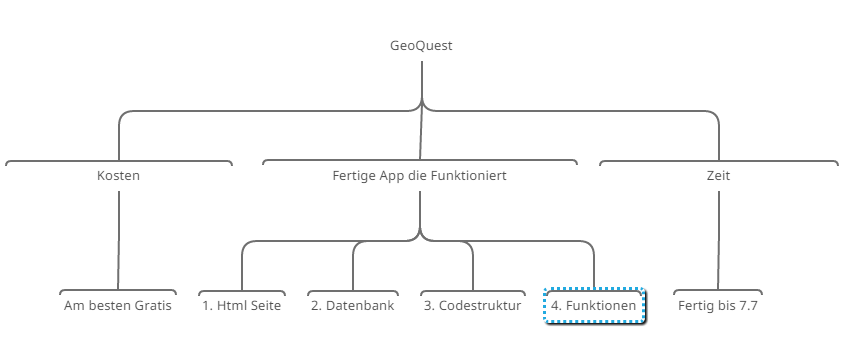 GeoQuest
Kosten
Fertige App die Funktioniert
Zeit
Am besten Gratis
1. Html Seite
2. Datenbank
3. Codestruktur
4. Funktionen
Fertig bis 7.7